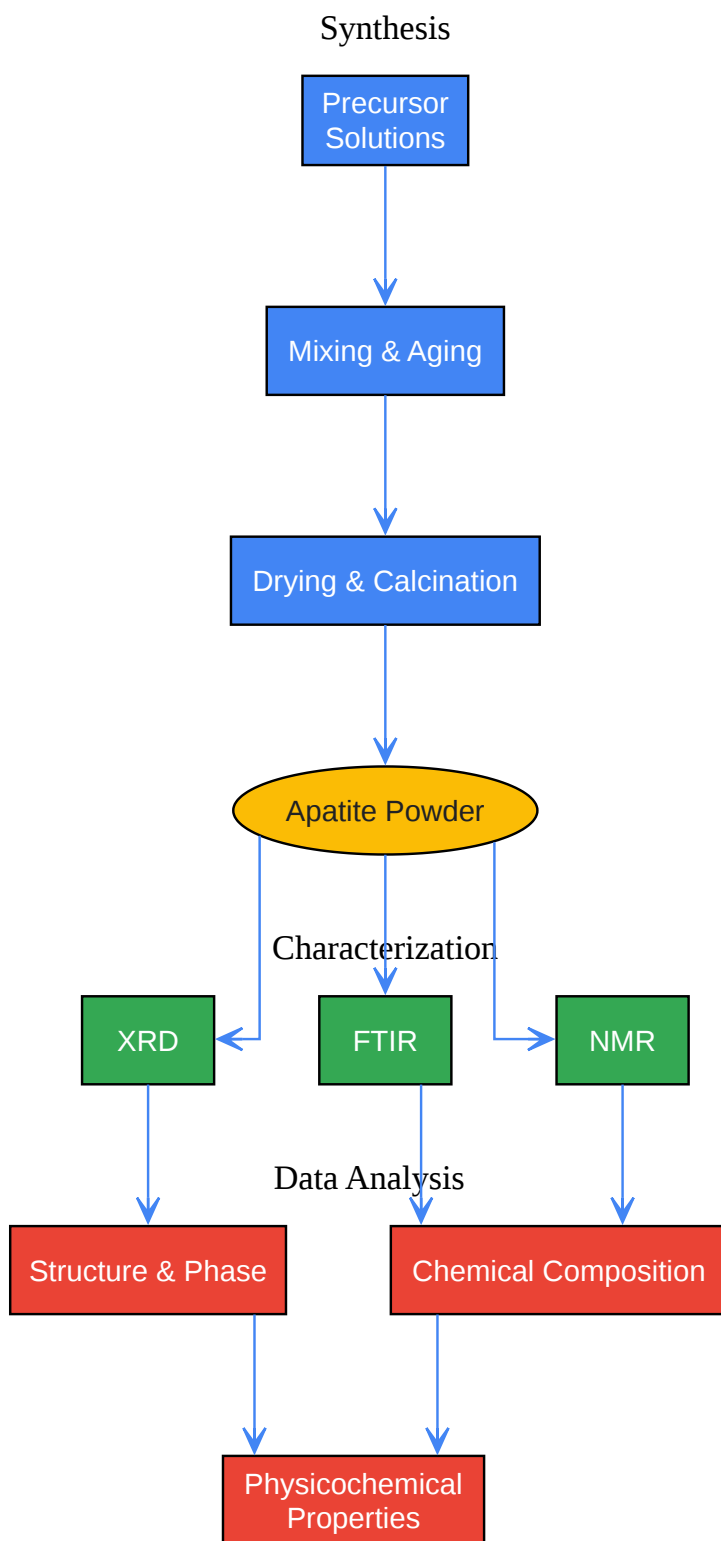 Synthesis
Precursor
Solutions
Mixing & Aging
Drying & Calcination
Apatite Powder
Characterization
XRD
FTIR
NMR
Data Analysis
Structure & Phase
Chemical Composition
Physicochemical
Properties